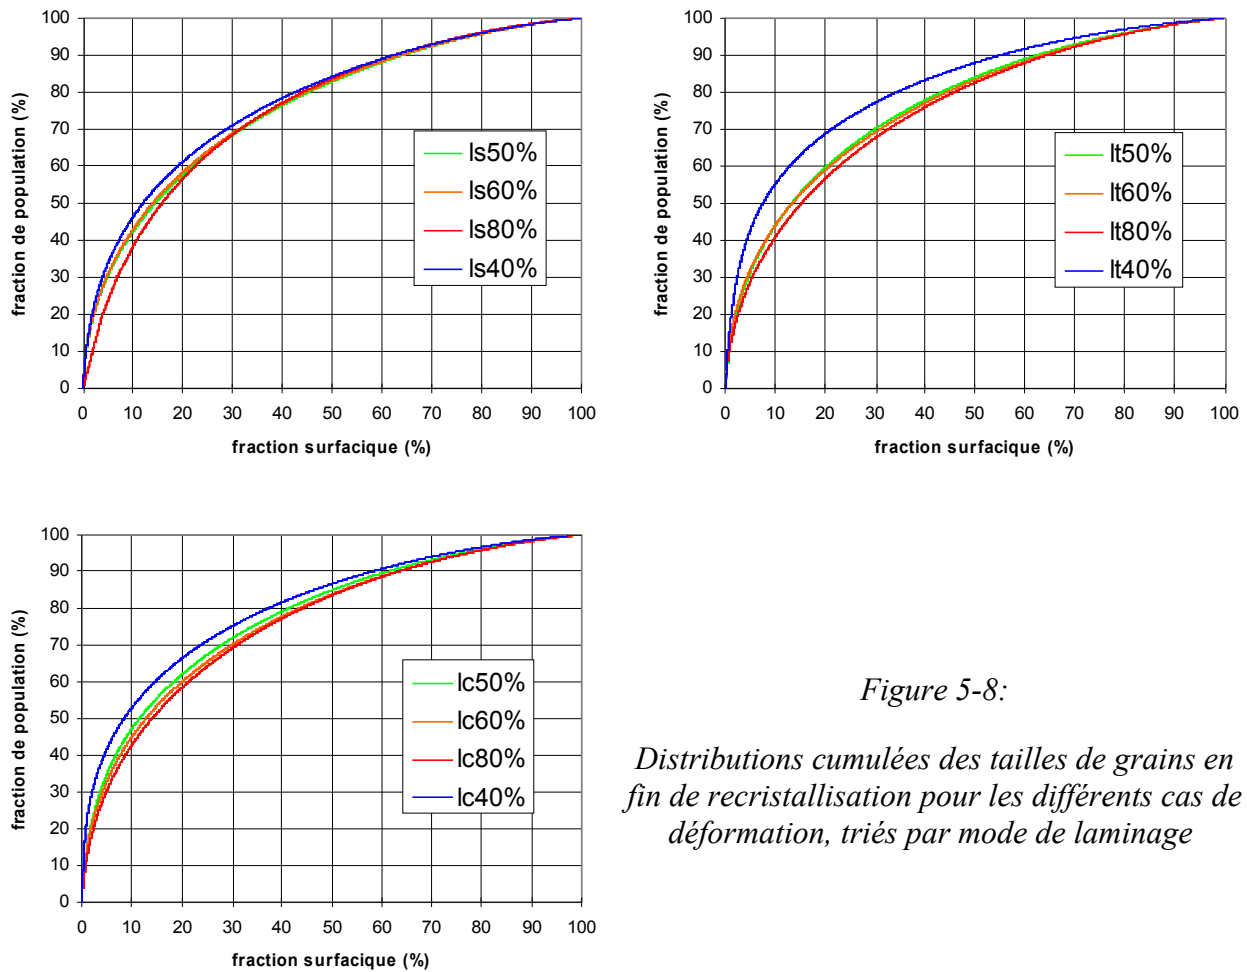 100
90
80
70
60
50
40
30
20
10
0
fraction de population (%)
ls50%
ls60%
ls80%
ls40%
0 10 20 30 40 50 60 70 80 90 100
fraction surfacique (%)
100
90
80
70
60
50
40
30
20
10
0
fraction de population (%)
lt50%
lt60%
lt80%
lt40%
0 10 20 30 40 50 60 70 80 90 100
fraction surfacique (%)
100
90
80
70
60
50
40
30
20
10
0
fraction de population (%)
lc50%
lc60%
lc80%
lc40%
0 10 20 30 40 50 60 70 80 90 100
fraction surfacique (%)
Figure 5-8:
Distributions cumulées des tailles de grains en
fin de recristallisation pour les différents cas de
déformation, triés par mode de laminage